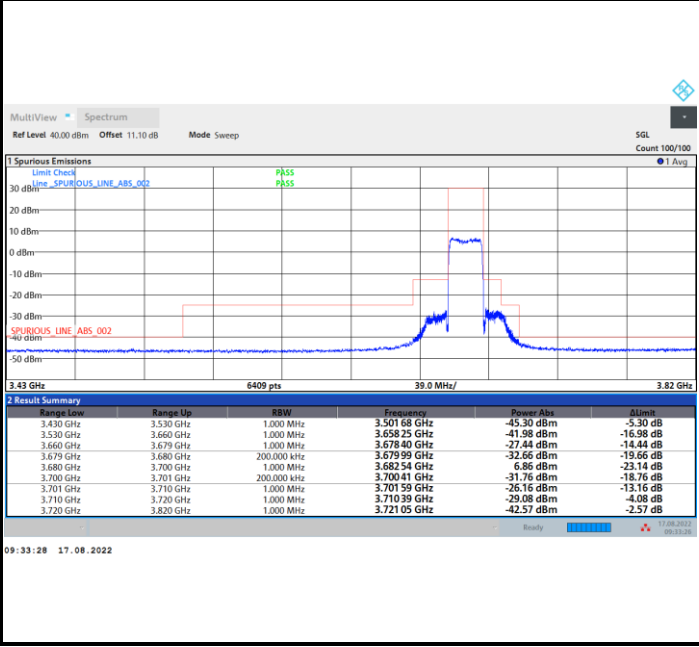 MultiView Spectrum
Ref Level 40.00 dBm Offset 11.10 dB Mode Sweep SGL
Count 100/100
1 Spurious Emissions 1 Avg
Limit Check PASS
Line _SPURIOUS_LINE_ABS_002 PASS
30 dBm
20 dBm
10 dBm
0 dBm
-10 dBm
-20 dBm
-30 dBm
_SPURIOUS_LINE_ABS_002
-40 dBm
-50 dBm
3.43 GHz 6409 pts 39.0 MHz/ 3.82 GHz
2 Result Summary
Range Low Range Up RBW Frequency Power Abs ΔLimit
3.430 GHz 3.530 GHz 1.000 MHz 3.501 68 GHz -45.30 dBm -5.30 dB
3.530 GHz 3.660 GHz 1.000 MHz 3.658 25 GHz -41.98 dBm -16.98 dB
3.660 GHz 3.679 GHz 1.000 MHz 3.678 40 GHz -27.44 dBm -14.44 dB
3.679 GHz 3.680 GHz 200.000 kHz 3.679 99 GHz -32.66 dBm -19.66 dB
3.680 GHz 3.700 GHz 1.000 MHz 3.682 54 GHz 6.86 dBm -23.14 dB
3.700 GHz 3.701 GHz 200.000 kHz 3.700 41 GHz -31.76 dBm -18.76 dB
3.701 GHz 3.710 GHz 1.000 MHz 3.701 59 GHz -26.16 dBm -13.16 dB
3.710 GHz 3.720 GHz 1.000 MHz 3.710 39 GHz -29.08 dBm -4.08 dB
3.720 GHz 3.820 GHz 1.000 MHz 3.721 05 GHz -42.57 dBm -2.57 dB
Ready 17.08.2022
09:33:26
09:33:28 17.08.2022